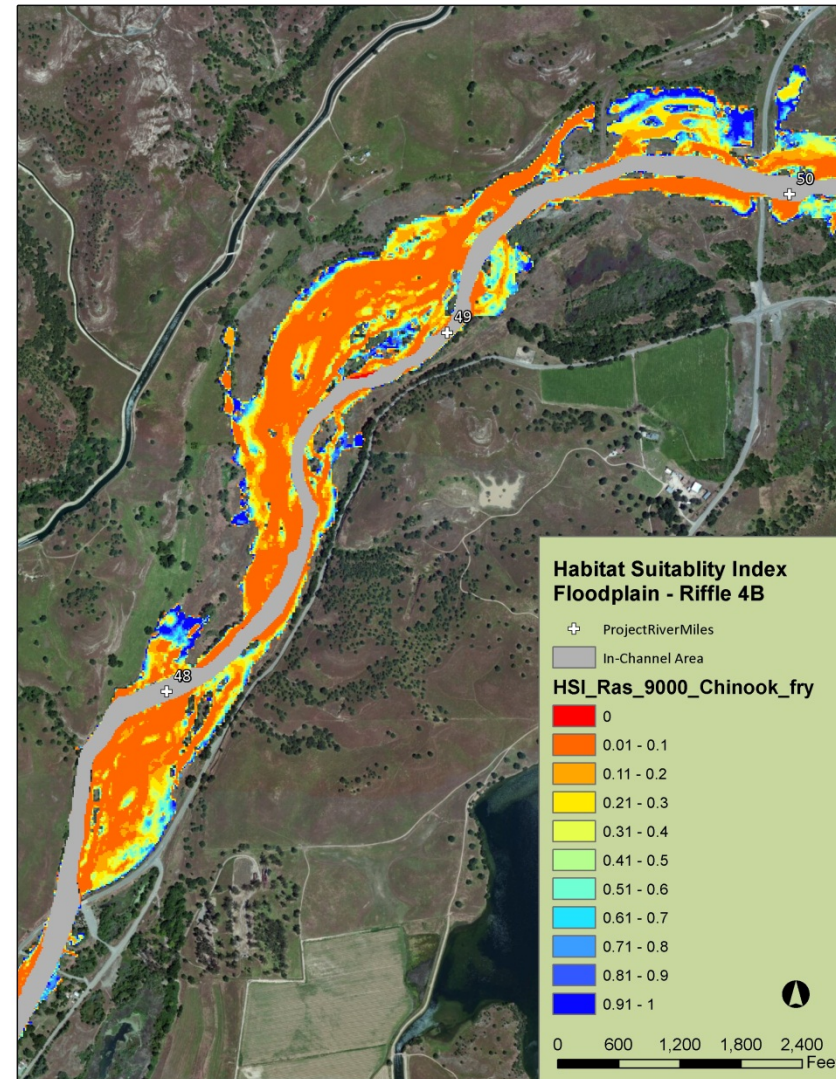 50
49
48
Habitat Suitablity Index
Floodplain - Riffle 4B
ProjectRiverMiles
In-Channel Area
HSI_Ras_9000_Chinook_fry
0
0.01 - 0.1
0.11 - 0.2
0.21 - 0.3
0.31 - 0.4
0.41 - 0.5
0.51 - 0.6
0.61 - 0.7
0.71 - 0.8
0.81 - 0.9
0.91 - 1
0 600 1,200 1,800 2,400
Fee